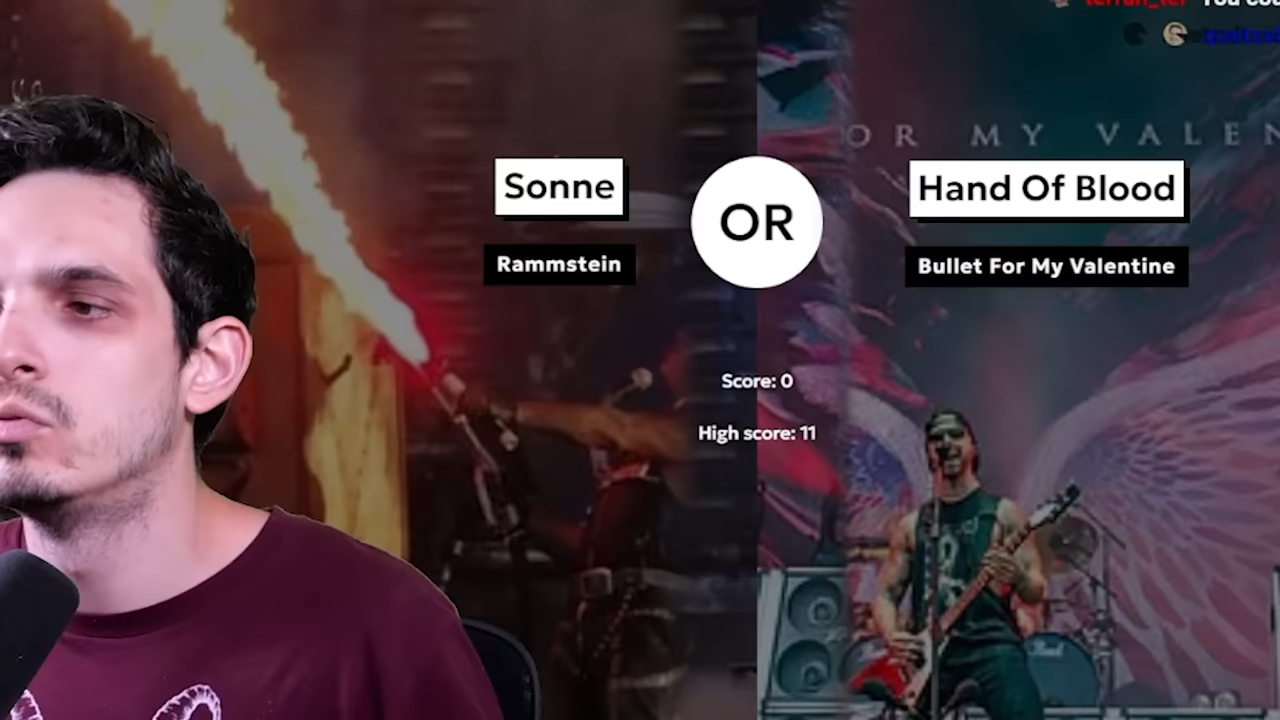 OR MY VALEN
Sonne
Rammstein
OR
Hand Of Blood
Bullet For My Valentine
Score: 0
High score: 11